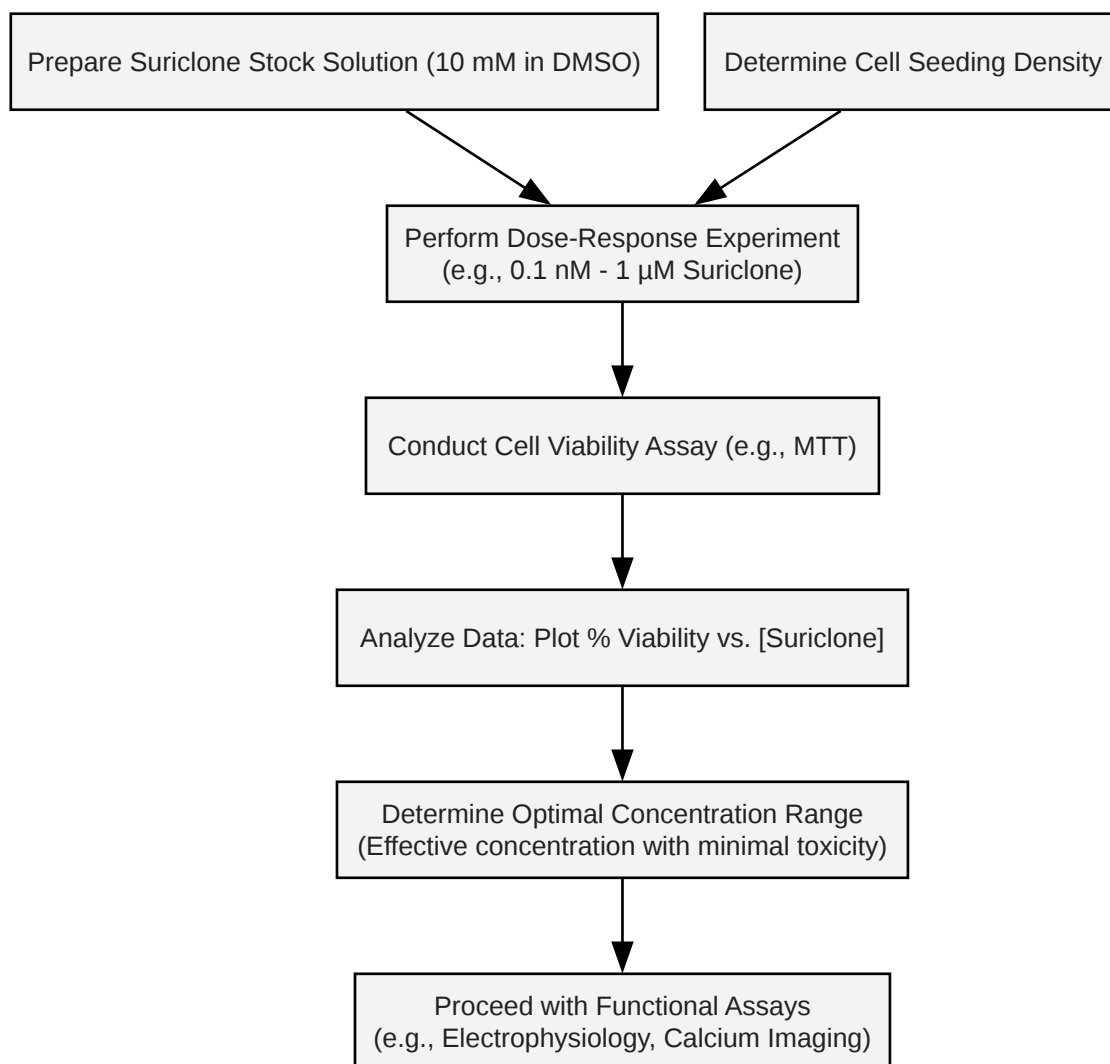 Prepare Suriclone Stock Solution (10 mM in DMSO)
Determine Cell Seeding Density
Perform Dose-Response Experiment
(e.g., 0.1 nM - 1 µM Suriclone)
Conduct Cell Viability Assay (e.g., MTT)
Analyze Data: Plot % Viability vs. [Suriclone]
Determine Optimal Concentration Range
(Effective concentration with minimal toxicity)
Proceed with Functional Assays
(e.g., Electrophysiology, Calcium Imaging)